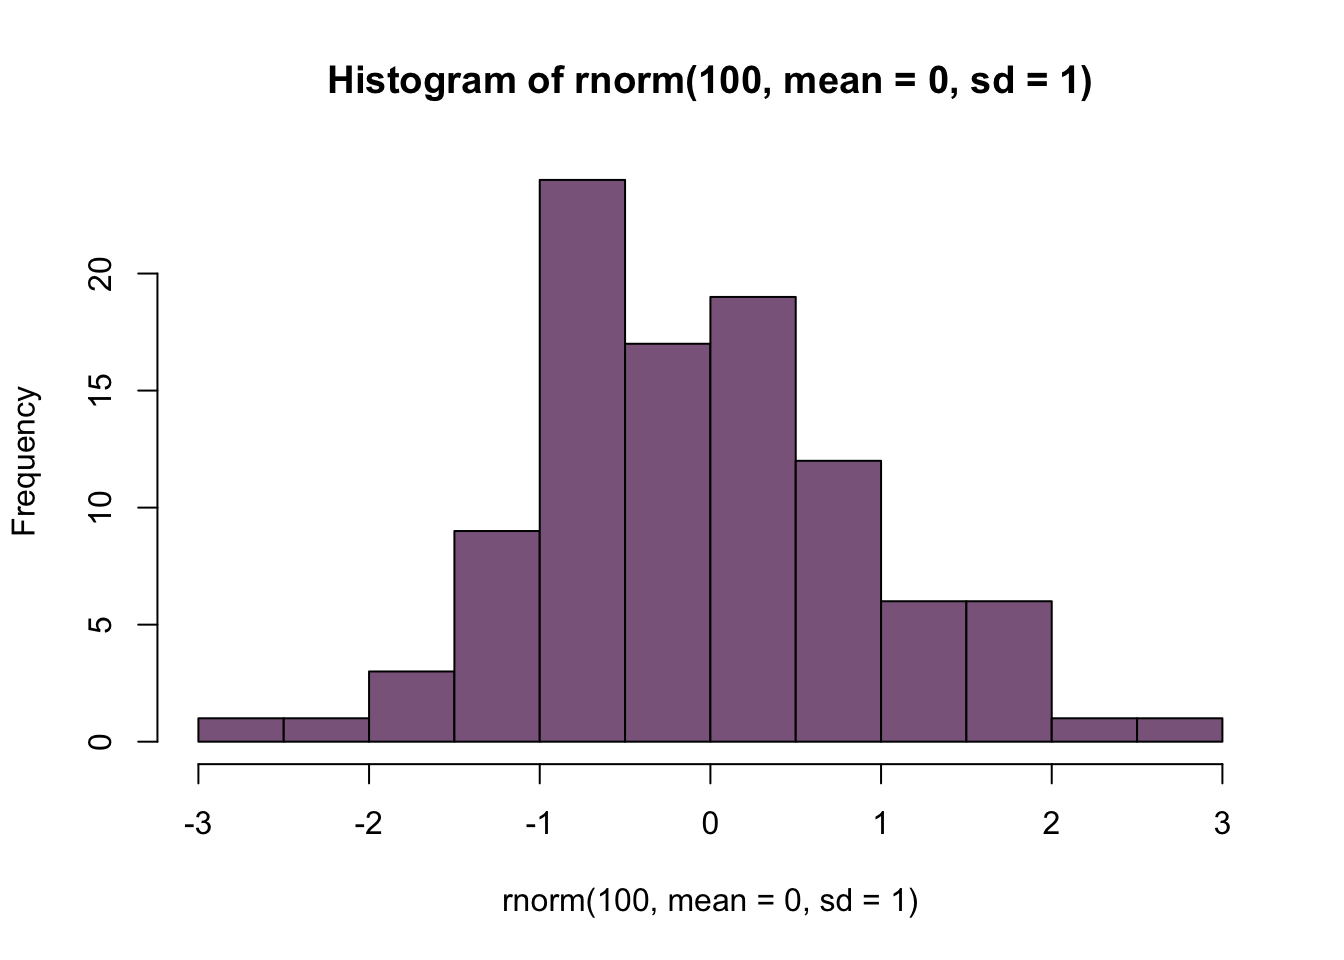 Histogram of rnorm(100, mean = 0, sd = 1)
Frequency
20
15
10
5
0
-3 -2 -1 0 1 2 3
rnorm(100, mean = 0, sd = 1)